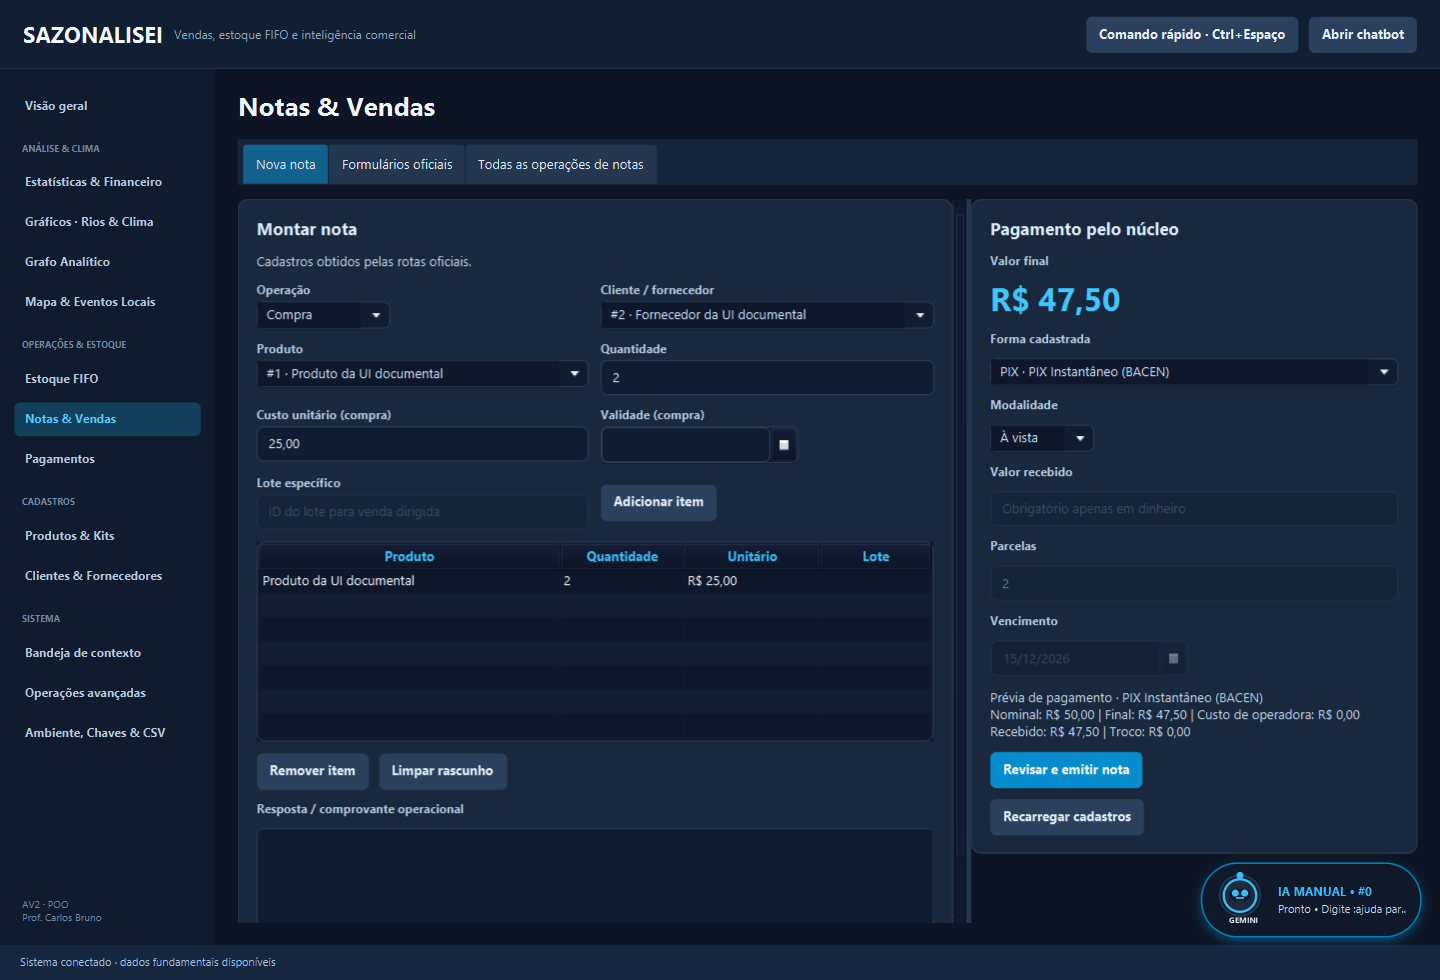 SAZONALISEI
Vendas, estoque FIFO e inteligência comercial
Comando rápido · Ctrl+Espaço
Abrir chatbot
Visão geral
ANÁLISE & CLIMA
Estatísticas & Financeiro
Gráficos · Rios & Clima
Grafo Analítico
Mapa & Eventos Locais
OPERAÇÕES & ESTOQUE
Estoque FIFO
Notas & Vendas
Pagamentos
CADASTROS
Produtos & Kits
Clientes & Fornecedores
SISTEMA
Bandeja de contexto
Operações avançadas
Ambiente, Chaves & CSV
AV2 · POO
Prof. Carlos Bruno
Notas & Vendas
Nova nota
Formulários oficiais
Todas as operações de notas
Montar nota
Cadastros obtidos pelas rotas oficiais.
Operação
Cliente / fornecedor
Compra
#2 · Fornecedor da UI documental
Produto
Quantidade
#1 · Produto da UI documental
2
Custo unitário (compra)
Validade (compra)
25,00
Lote específico
ID do lote para venda dirigida
Adicionar item
Produto Quantidade Unitário Lote
Produto da UI documental 2 R$ 25,00
Remover item
Limpar rascunho
Resposta / comprovante operacional
Pagamento pelo núcleo
Valor final
R$ 47,50
Forma cadastrada
PIX · PIX Instantâneo (BACEN)
Modalidade
À vista
Valor recebido
Obrigatório apenas em dinheiro
Parcelas
2
Vencimento
15/12/2026
Prévia de pagamento · PIX Instantâneo (BACEN)
Nominal: R$ 50,00 | Final: R$ 47,50 | Custo de operadora: R$ 0,00
Recebido: R$ 47,50 | Troco: R$ 0,00
Revisar e emitir nota
Recarregar cadastros
GEMINI
IA MANUAL • #0
Pronto • Digite :ajuda par..
Sistema conectado · dados fundamentais disponíveis